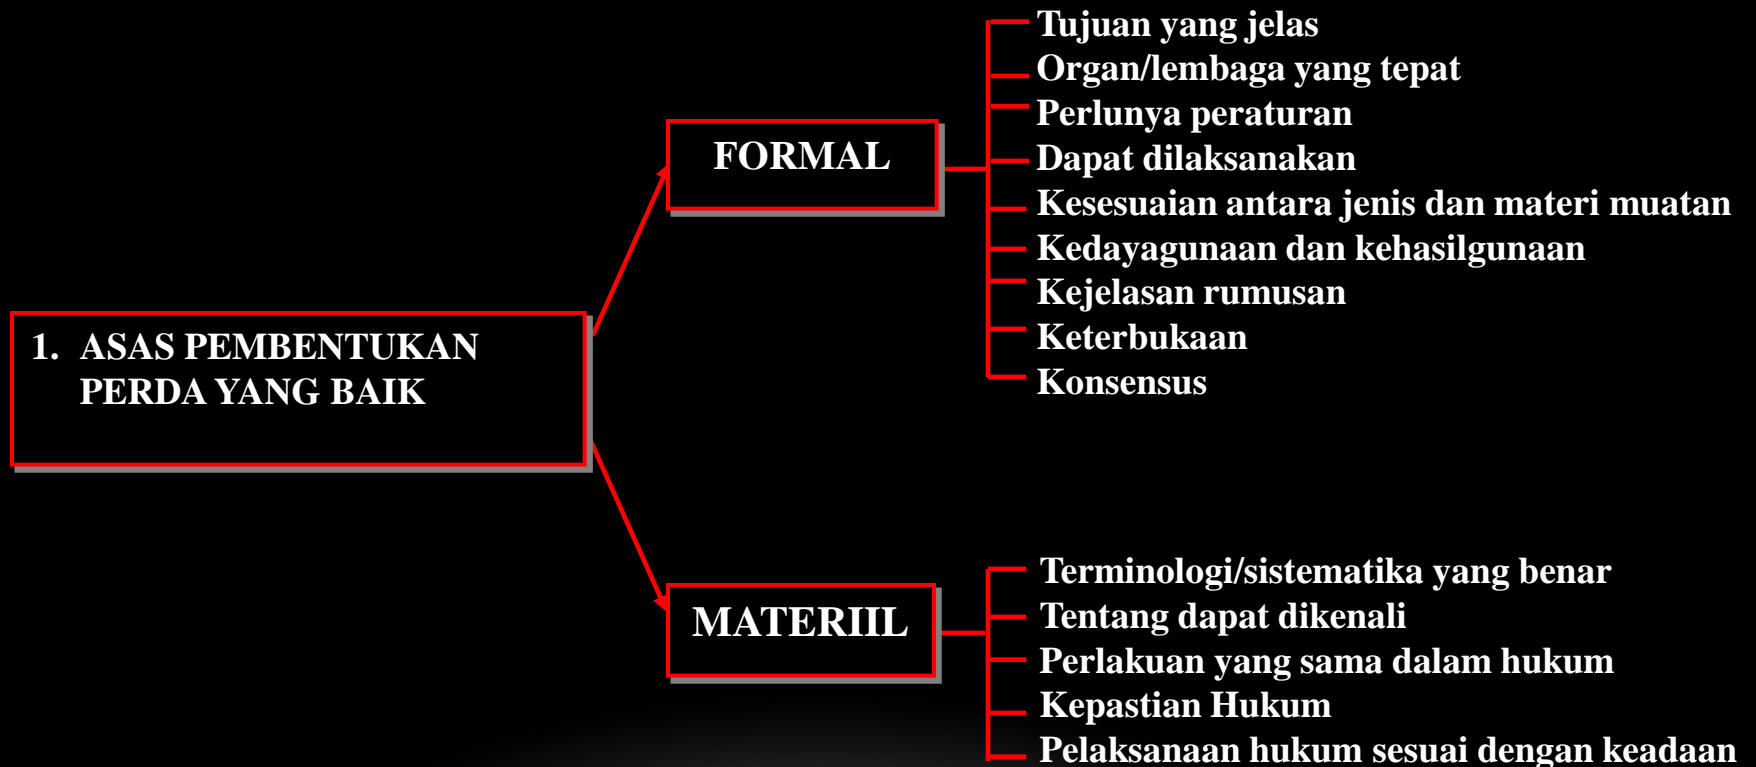 1. ASAS PEMBENTUKAN
PERDA YANG BAIK
FORMAL
Tujuan yang jelas
Organ/lembaga yang tepat
Perlunya peraturan
Dapat dilaksanakan
Kesesuaian antara jenis dan materi muatan
Kedayagunaan dan kehasilgunaan
Kejelasan rumusan
Keterbukaan
Konsensus
MATERIIL
Terminologi/sistematika yang benar
Tentang dapat dikenali
Perlakuan yang sama dalam hukum
Kepastian Hukum
Pelaksanaan hukum sesuai dengan keadaan